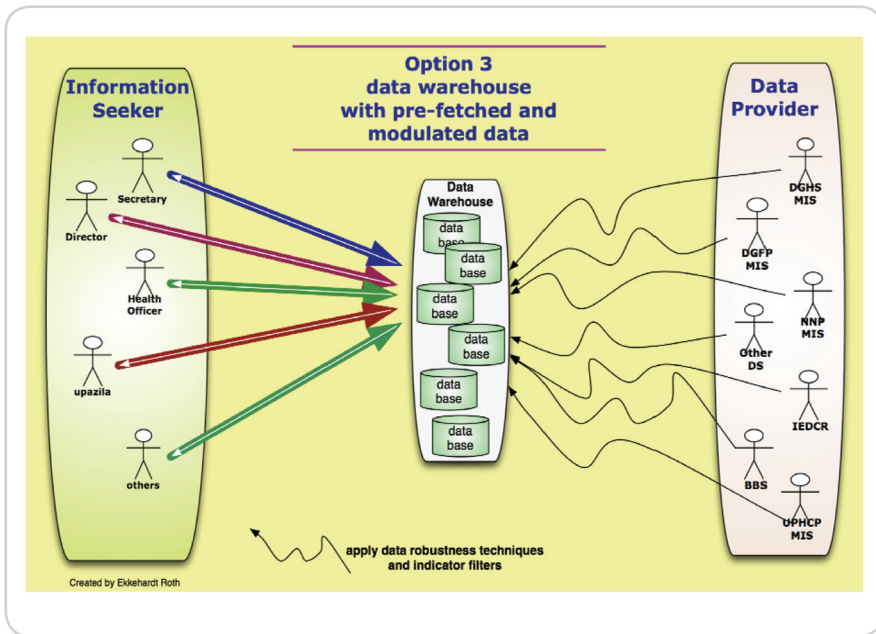 Option 3
data warehouse
with pre-fetched and
modulated data
Information
Seeker
Secretary
Director
Health
Officer
upazila
others
Data
Warehouse
data
base
data
base
data
base
data
base
data
base
data
base
Data
Provider
DGHS
MIS
DGFP
MIS
NNP
MIS
Other
DS
IEDCR
BBS
UPHCP
MIS
apply data robustness techniques
and indicator filters
Created by Ekkehardt Roth